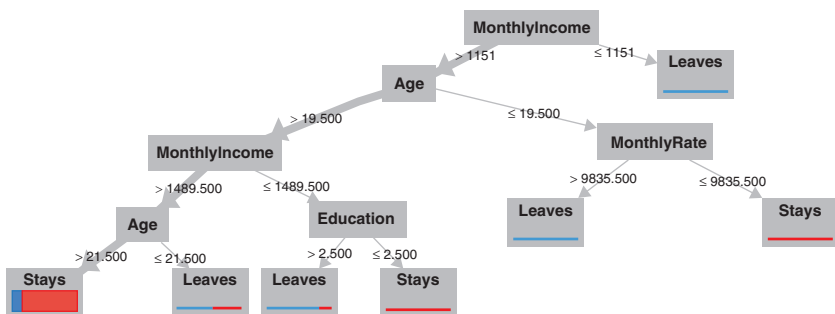 MonthlyIncome
> 1151
≤ 1151
Leaves
Age
> 19.500
≤ 19.500
MonthlyIncome
MonthlyRate
> 1489.500
≤ 1489.500
> 9835.500
≤ 9835.500
Age
Education
Leaves
Stays
> 21.500
≤ 21.500
> 2.500
≤ 2.500
Stays
Leaves
Leaves
Stays